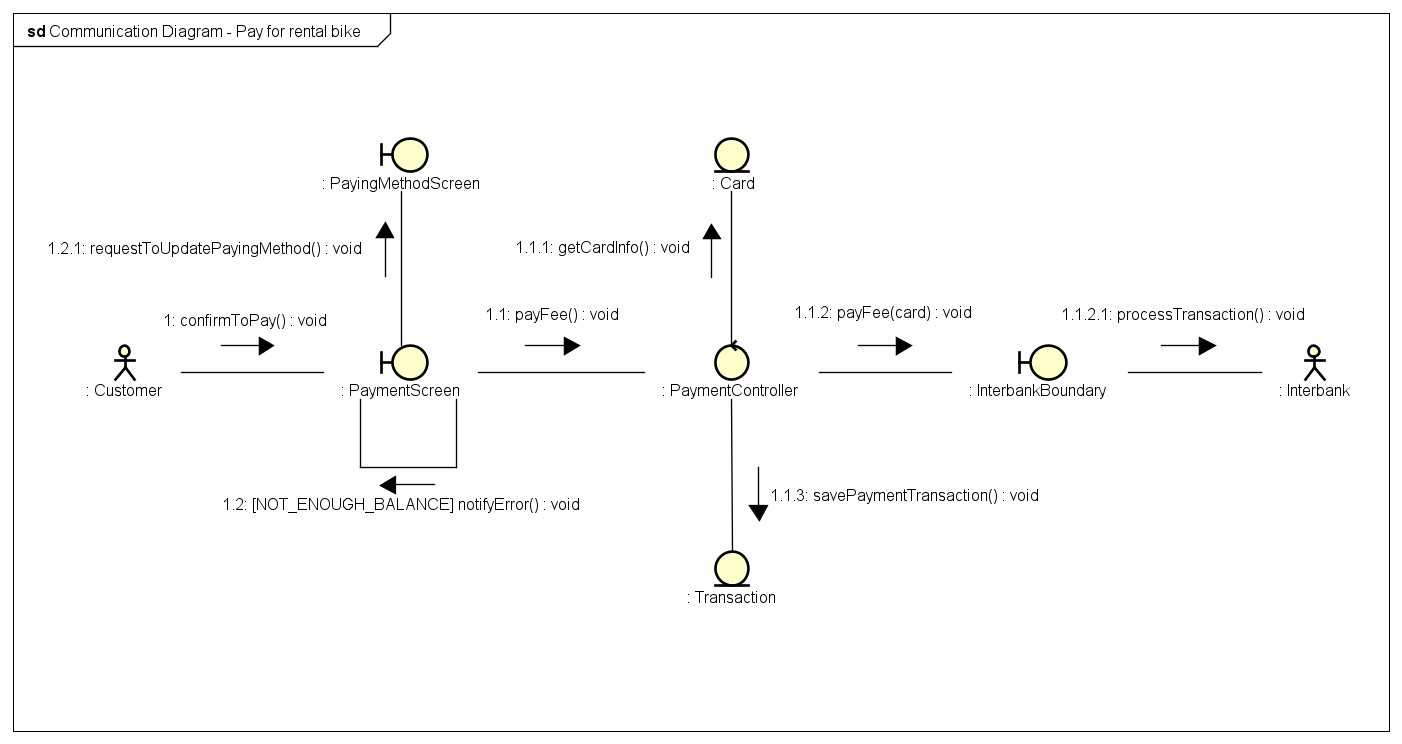 sd Communication Diagram - Pay for rental bike
: PayingMethodScreen
: Card
1.2.1: requestToUpdatePayingMethod() : void
1.1.1: getCardInfo() : void
1: confirmToPay() : void
1.1: payFee() : void
1.1.2: payFee(card) : void
1.1.2.1: processTransaction() : void
: Customer
: PaymentScreen
: PaymentController
: InterbankBoundary
: Interbank
1.2: [NOT_ENOUGH_BALANCE] notifyError() : void
1.1.3: savePaymentTransaction() : void
: Transaction